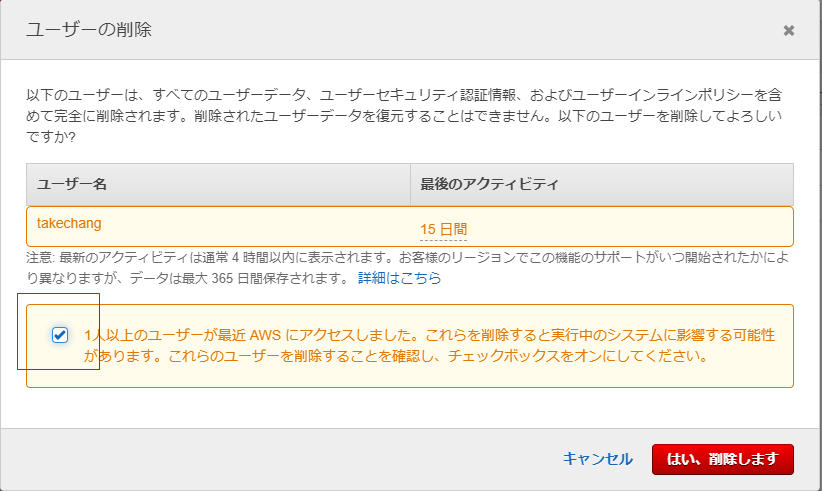 ユーザーの削除
以下のユーザーは、すべてのユーザーデータ、ユーザーセキュリティ認証情報、およびユーザーインラインポリシーを含
めて完全に削除されます。削除されたユーザーデータを復元することはできません。以下のユーザーを削除してよろしい
ですか?
ユーザー名 最後のアクティビティ
takechang 15 日間
注意: 最新のアクティビティは通常 4 時間以内に表示されます。お客様のリージョンでこの機能のサポートがいつ開始されたかによ
り異なりますが、データは最大 365 日間保存されます。 詳細はこちら
1人以上のユーザーが最近 AWS にアクセスしました。これらを削除すると実行中のシステムに影響する可能性
があります。これらのユーザーを削除することを確認し、チェックボックスをオンにしてください。
キャンセル はい、削除します